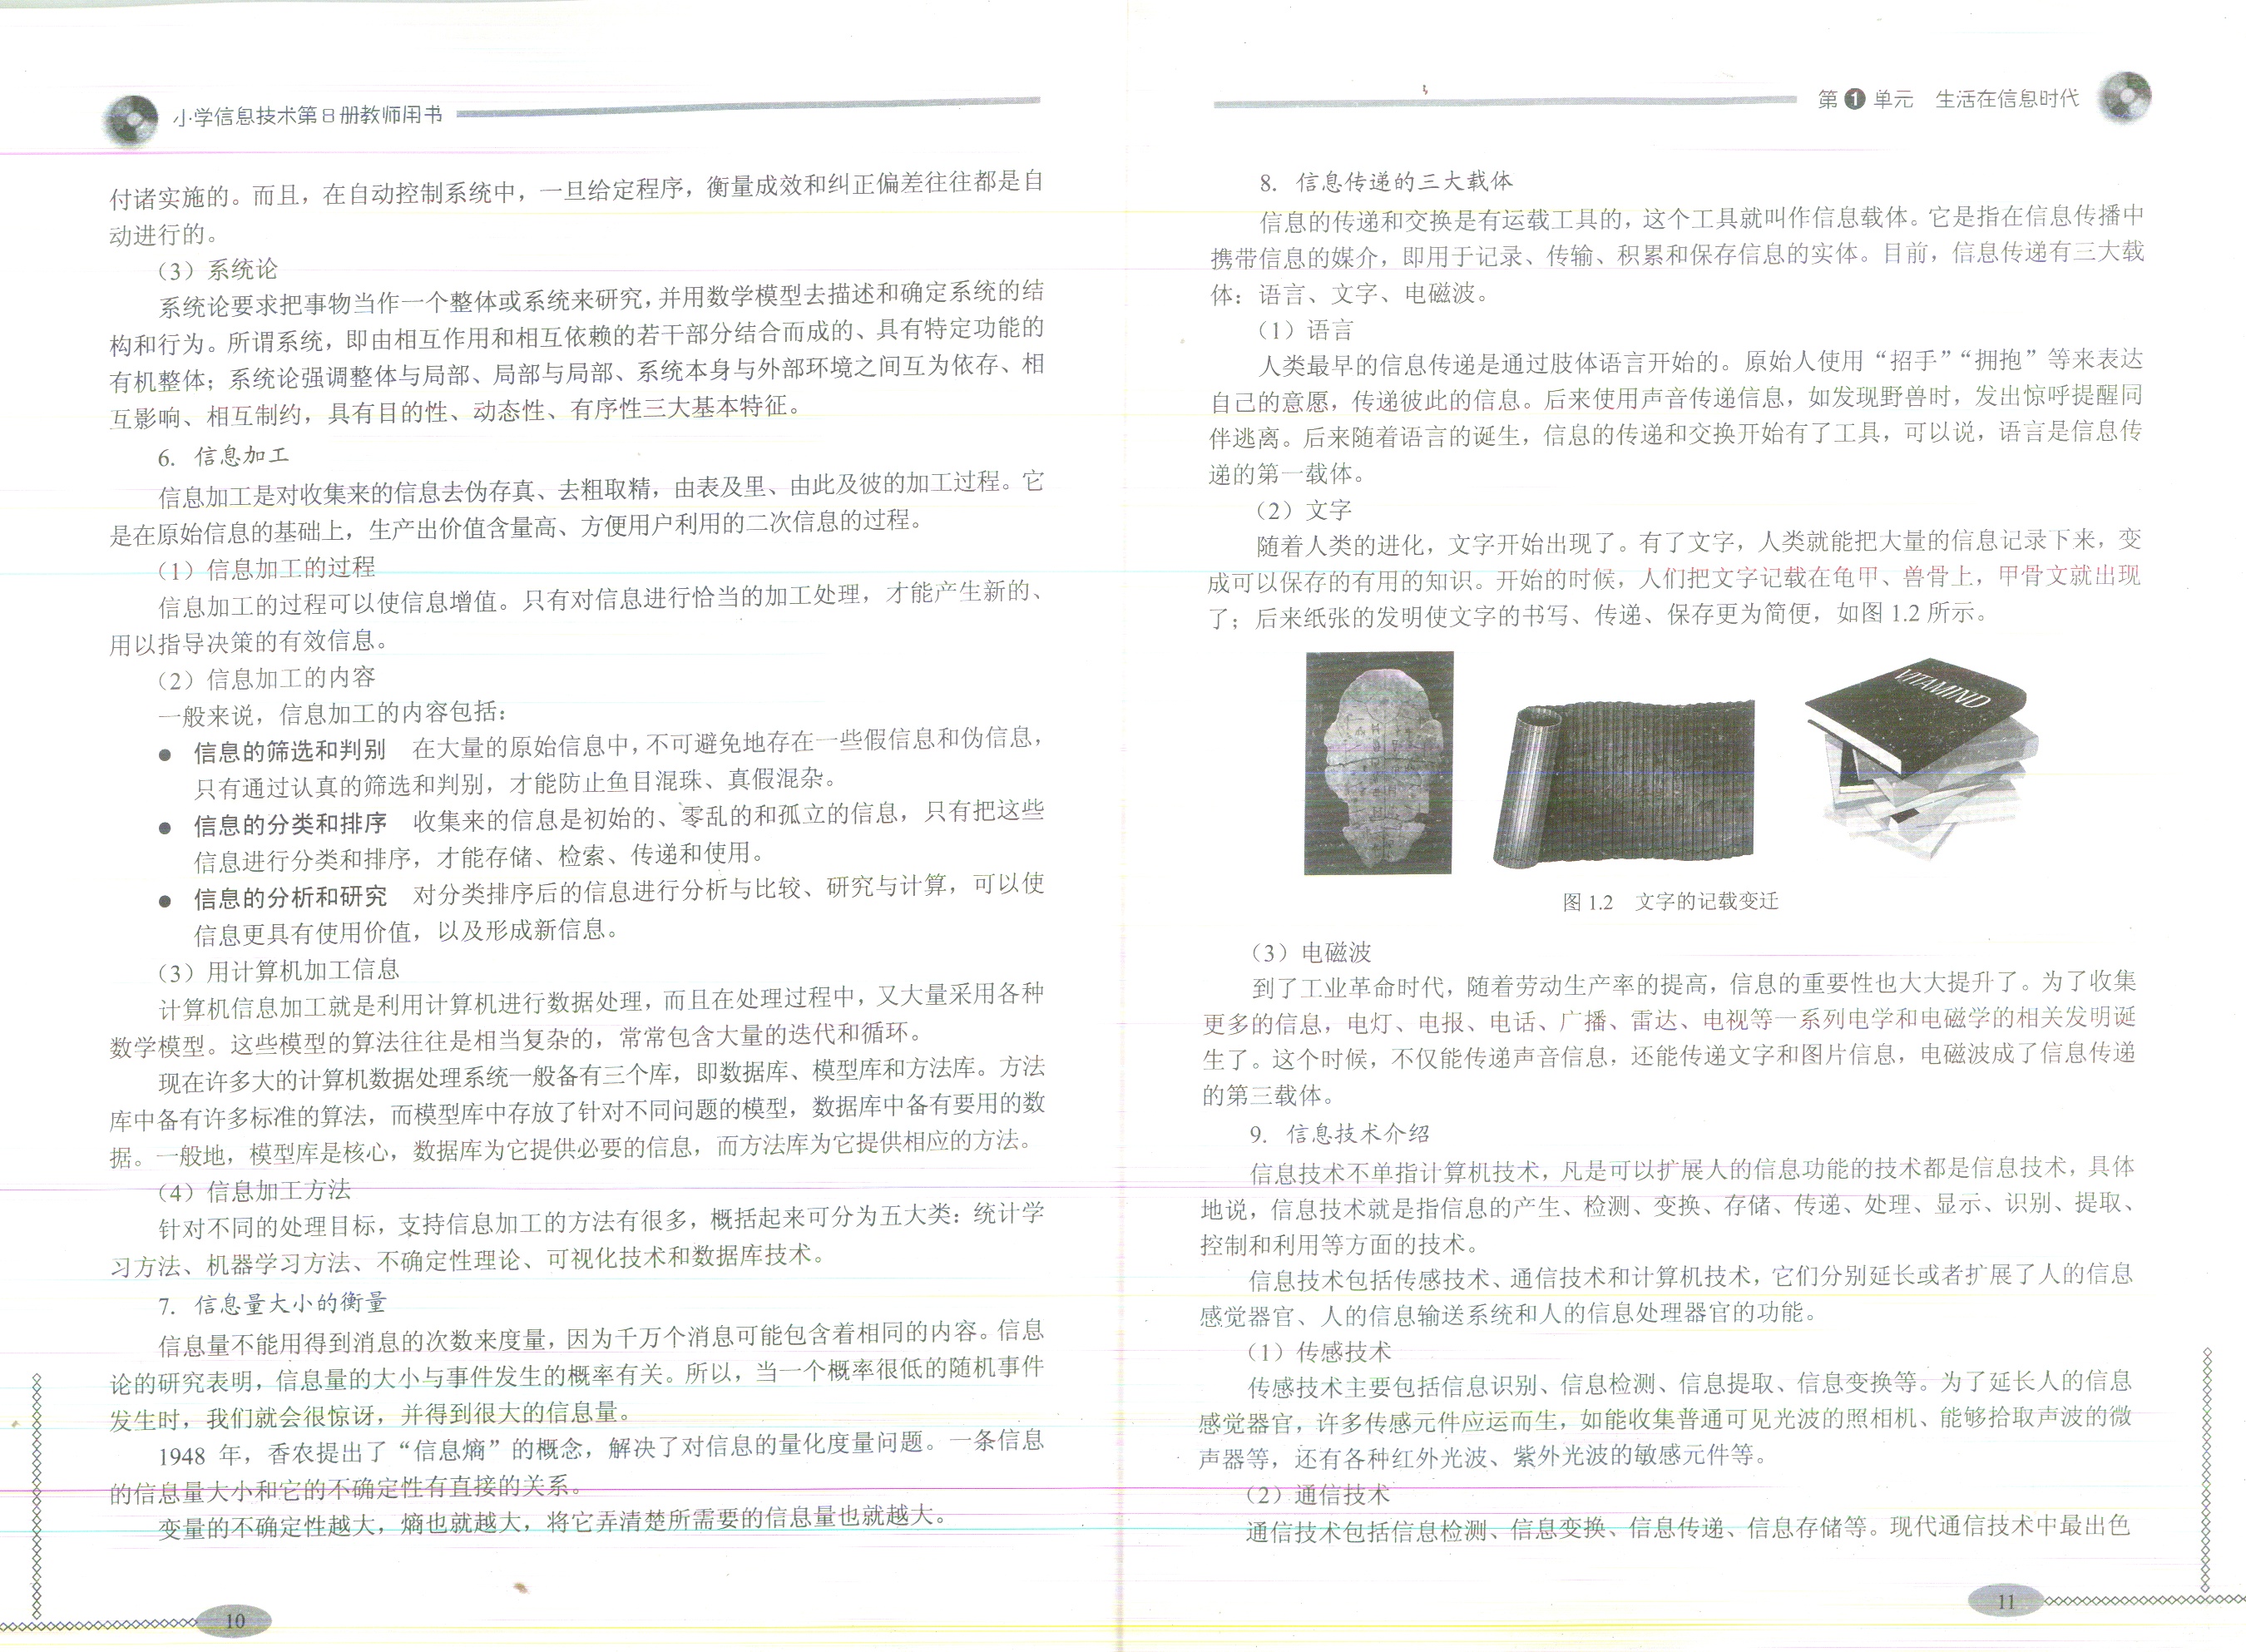 小学信息技术第8册教师用书
付诸实施的。而且，在自动控制系统中，一旦给定程序，衡量成效和纠正偏差往往都是自
动进行的。
（3）系统论
系统论要求把事物当作一个整体或系统来研究，并用数学模型去描述和确定系统的结
构和行为。所谓系统，即由相互作用和相互依赖的若干部分结合而成的、具有特定功能的
有机整体；系统论强调整体与局部、局部与局部、系统本身与外部环境之间互为依存、相
互影响、相互制约，具有目的性、动态性、有序性三大基本特征。
6. 信息加工
信息加工是对收集来的信息去伪存真、去粗取精，由表及里、由此及彼的加工过程。它
是在原始信息的基础上，生产出价值含量高、方便用户利用的二次信息的过程。
（1）信息加工的过程
信息加工的过程可以使信息增值。只有对信息进行恰当的加工处理，才能产生新的、
用以指导决策的有效信息。
（2）信息加工的内容
一般来说，信息加工的内容包括：
● 信息的筛选和判别 在大量的原始信息中，不可避免地存在一些假信息和伪信息，
只有通过认真的筛选和判别，才能防止鱼目混珠、真假混杂。
● 信息的分类和排序 收集来的信息是初始的、零乱的和孤立的信息，只有把这些
信息进行分类和排序，才能存储、检索、传递和使用。
● 信息的分析和研究 对分类排序后的信息进行分析与比较、研究与计算，可以使
信息更具有使用价值，以及形成新信息。
（3）用计算机加工信息
计算机信息加工就是利用计算机进行数据处理，而且在处理过程中，又大量采用各种
数学模型。这些模型的算法往往是相当复杂的，常常包含大量的迭代和循环。
现在许多大的计算机数据处理系统一般备有三个库，即数据库、模型库和方法库。方法
库中备有许多标准的算法，而模型库中存放了针对不同问题的模型，数据库中备有要用的数
据。一般地，模型库是核心，数据库为它提供必要的信息，而方法库为它提供相应的方法。
（4）信息加工方法
针对不同的处理目标，支持信息加工的方法有很多，概括起来可分为五大类：统计学
习方法、机器学习方法、不确定性理论、可视化技术和数据库技术。
7. 信息量大小的衡量
信息量不能用得到消息的次数来度量，因为千万个消息可能包含着相同的内容。信息
论的研究表明，信息量的大小与事件发生的概率有关。所以，当一个概率很低的随机事件
发生时，我们就会很惊讶，并得到很大的信息量。
1948 年，香农提出了“信息熵”的概念，解决了对信息的量化度量问题。一条信息
的信息量大小和它的不确定性有直接的关系。
变量的不确定性越大，熵也就越大，将它弄清楚所需要的信息量也就越大。
10
第1单元 生活在信息时代
8. 信息传递的三大载体
信息的传递和交换是有运载工具的，这个工具就叫作信息载体。它是指在信息传播中
携带信息的媒介，即用于记录、传输、积累和保存信息的实体。目前，信息传递有三大载
体：语言、文字、电磁波。
（1）语言
人类最早的信息传递是通过肢体语言开始的。原始人使用“招手”“拥抱”等来表达
自己的意愿，传递彼此的信息。后来使用声音传递信息，如发现野兽时，发出惊呼提醒同
伴逃离。后来随着语言的诞生，信息的传递和交换开始有了工具，可以说，语言是信息传
递的第一载体。
（2）文字
随着人类的进化，文字开始出现了。有了文字，人类就能把大量的信息记录下来，变
成可以保存的有用的知识。开始的时候，人们把文字记载在龟甲、兽骨上，甲骨文就出现
了；后来纸张的发明使文字的书写、传递、保存更为简便，如图 1.2 所示。
VITAMIND
图 1.2 文字的记载变迁
（3）电磁波
到了工业革命时代，随着劳动生产率的提高，信息的重要性也大大提升了。为了收集
更多的信息，电灯、电报、电话、广播、雷达、电视等一系列电学和电磁学的相关发明诞
生了。这个时候，不仅能传递声音信息，还能传递文字和图片信息，电磁波成了信息传递
的第三载体。
9. 信息技术介绍
信息技术不单指计算机技术，凡是可以扩展人的信息功能的技术都是信息技术，具体
地说，信息技术就是指信息的产生、检测、变换、存储、传递、处理、显示、识别、提取、
控制和利用等方面的技术。
信息技术包括传感技术、通信技术和计算机技术，它们分别延长或者扩展了人的信息
感觉器官、人的信息输送系统和人的信息处理器官的功能。
（1）传感技术
传感技术主要包括信息识别、信息检测、信息提取、信息变换等。为了延长人的信息
感觉器官，许多传感元件应运而生，如能收集普通可见光波的照相机、能够拾取声波的微
声器等，还有各种红外光波、紫外光波的敏感元件等。
（2）通信技术
通信技术包括信息检测、信息变换、信息传递、信息存储等。现代通信技术中最出色
11